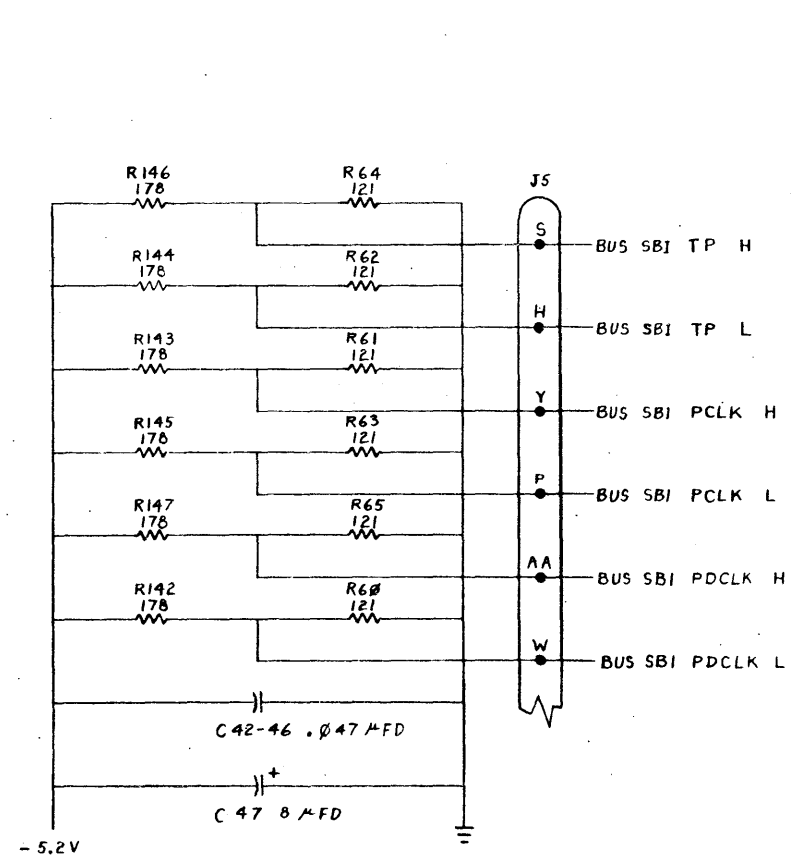 R146
178
R64
121
J5
S
BUS SBI TP H
R144
178
R62
121
H
BUS SBI TP L
R143
178
R61
121
Y
BUS SBI PCLK H
R145
178
R63
121
P
BUS SBI PCLK L
R147
178
R65
121
AA
BUS SBI PDCLK H
R142
178
R6Ø
121
W
BUS SBI PDCLK L
C42-46 .Ø47 µFD
+
C 47 8 µFD
- 5.2V